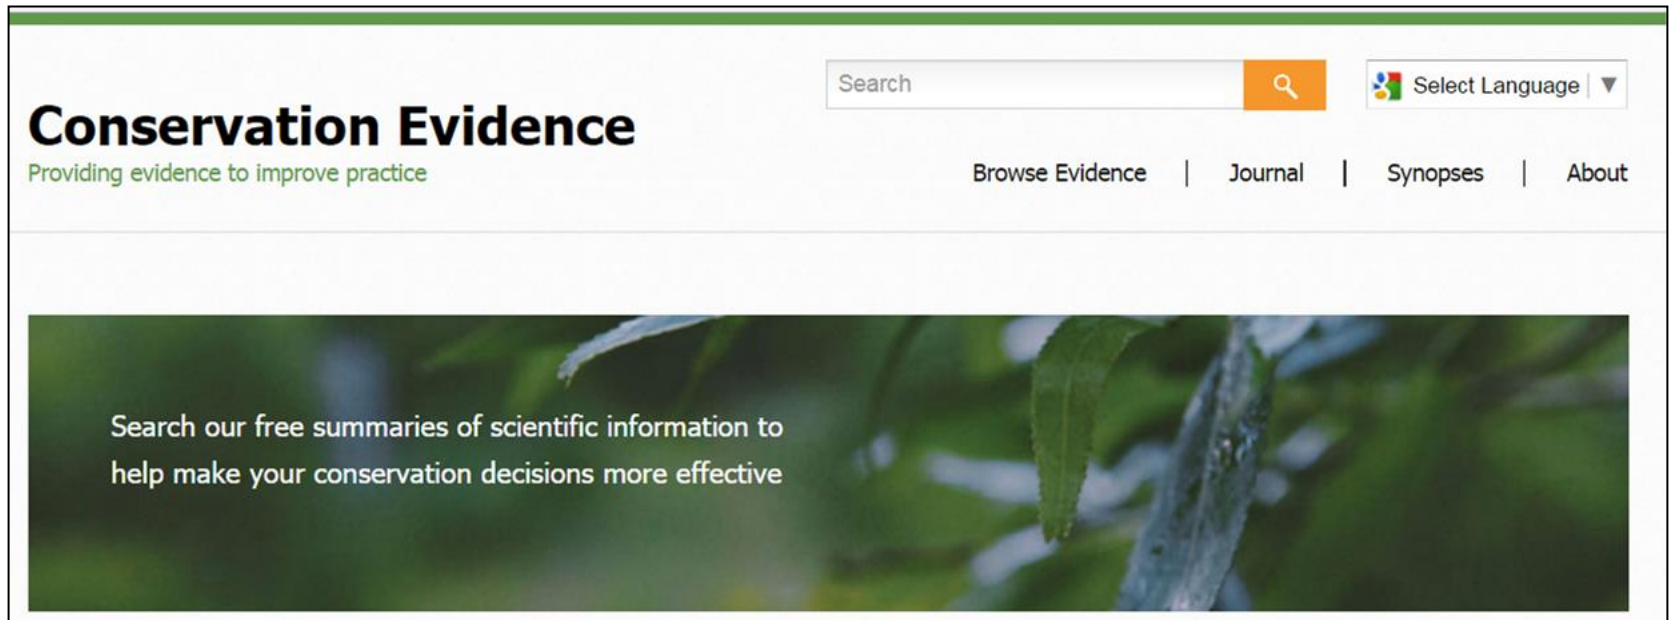 Search
Select Language
Conservation Evidence
Providing evidence to improve practice
Browse Evidence | Journal | Synopses | About
Search our free summaries of scientific information to
help make your conservation decisions more effective